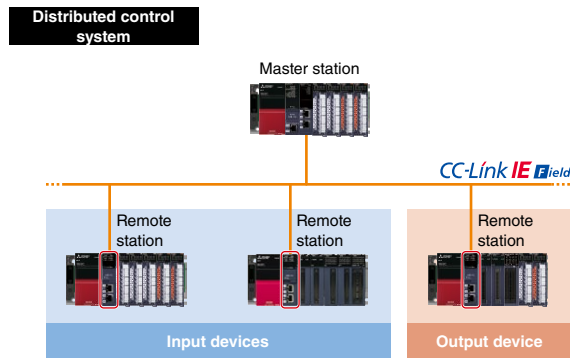 Distributed control
system
Master station
CC-Link IE Field
Remote
station
Remote
station
Remote
station
Input devices
Output device